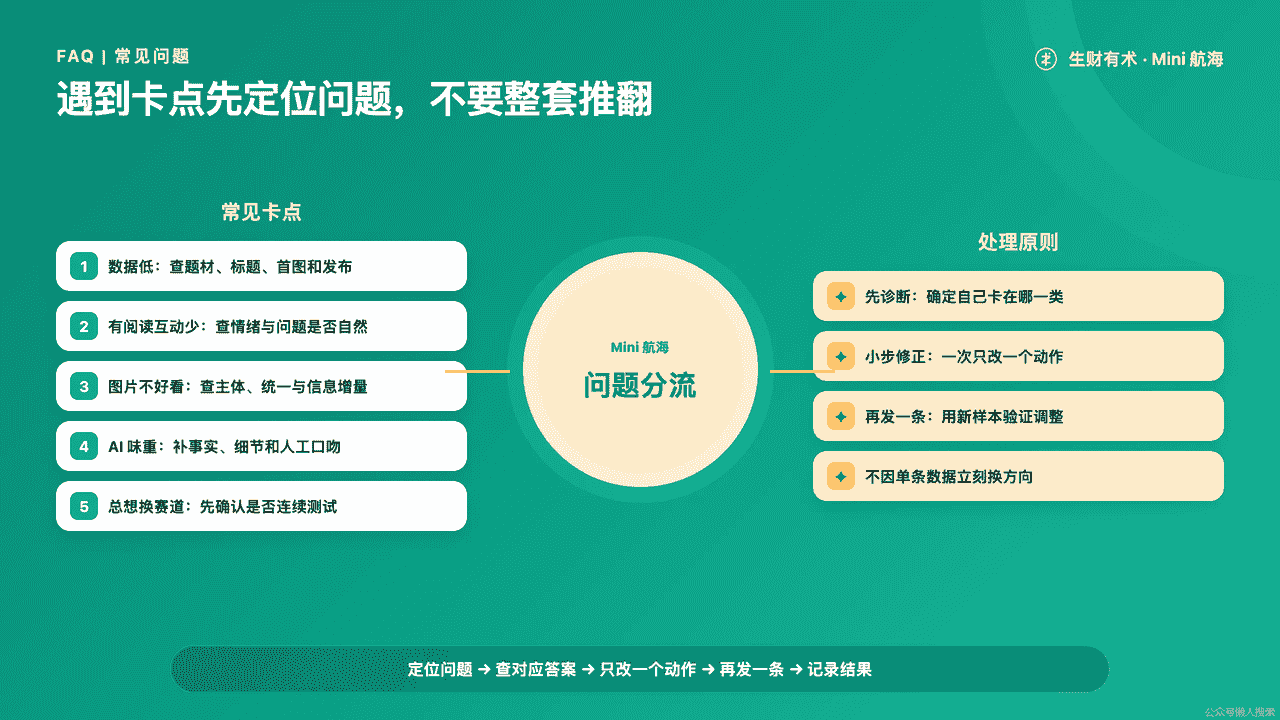 FAQ | 常见问题
遇到卡点先定位问题，不要整套推翻
生财有术 · Mini 航海
常见卡点
1 数据低：查题材、标题、首图和发布
2 有阅读互动少：查情绪与问题是否自然
3 图片不好看：查主体、统一与信息增量
4 AI 味重：补事实、细节和人工口吻
5 总想换赛道：先确认是否连续测试
Mini 航海
问题分流
处理原则
先诊断：确定自己卡在哪一类
小步修正：一次只改一个动作
再发一条：用新样本验证调整
不因单条数据立刻换方向
定位问题 → 查对应答案 → 只改一个动作 → 再发一条 → 记录结果
公众号懒人搜索